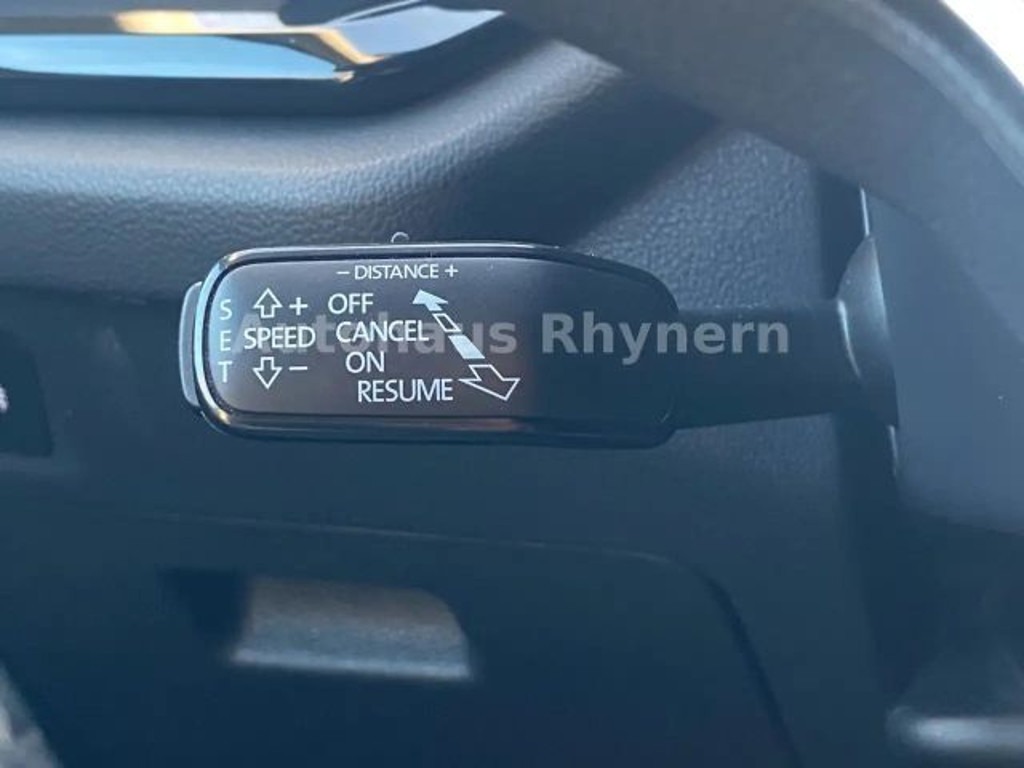 − DISTANCE +
S + OFF
E SPEED CANCEL
T − ON
RESUME
Autohaus Rhynern